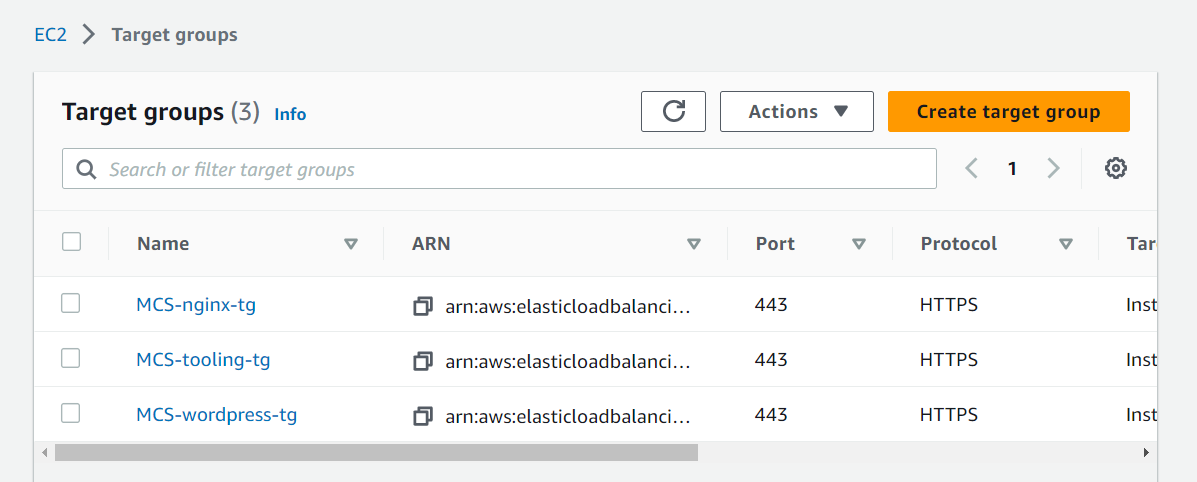 EC2 > Target groups
Target groups (3) Info Actions Create target group
Search or filter target groups 1
Name ARN Port Protocol Tar
MCS-nginx-tg arn:aws:elasticloadbalanci... 443 HTTPS Inst
MCS-tooling-tg arn:aws:elasticloadbalanci... 443 HTTPS Inst
MCS-wordpress-tg arn:aws:elasticloadbalanci... 443 HTTPS Inst